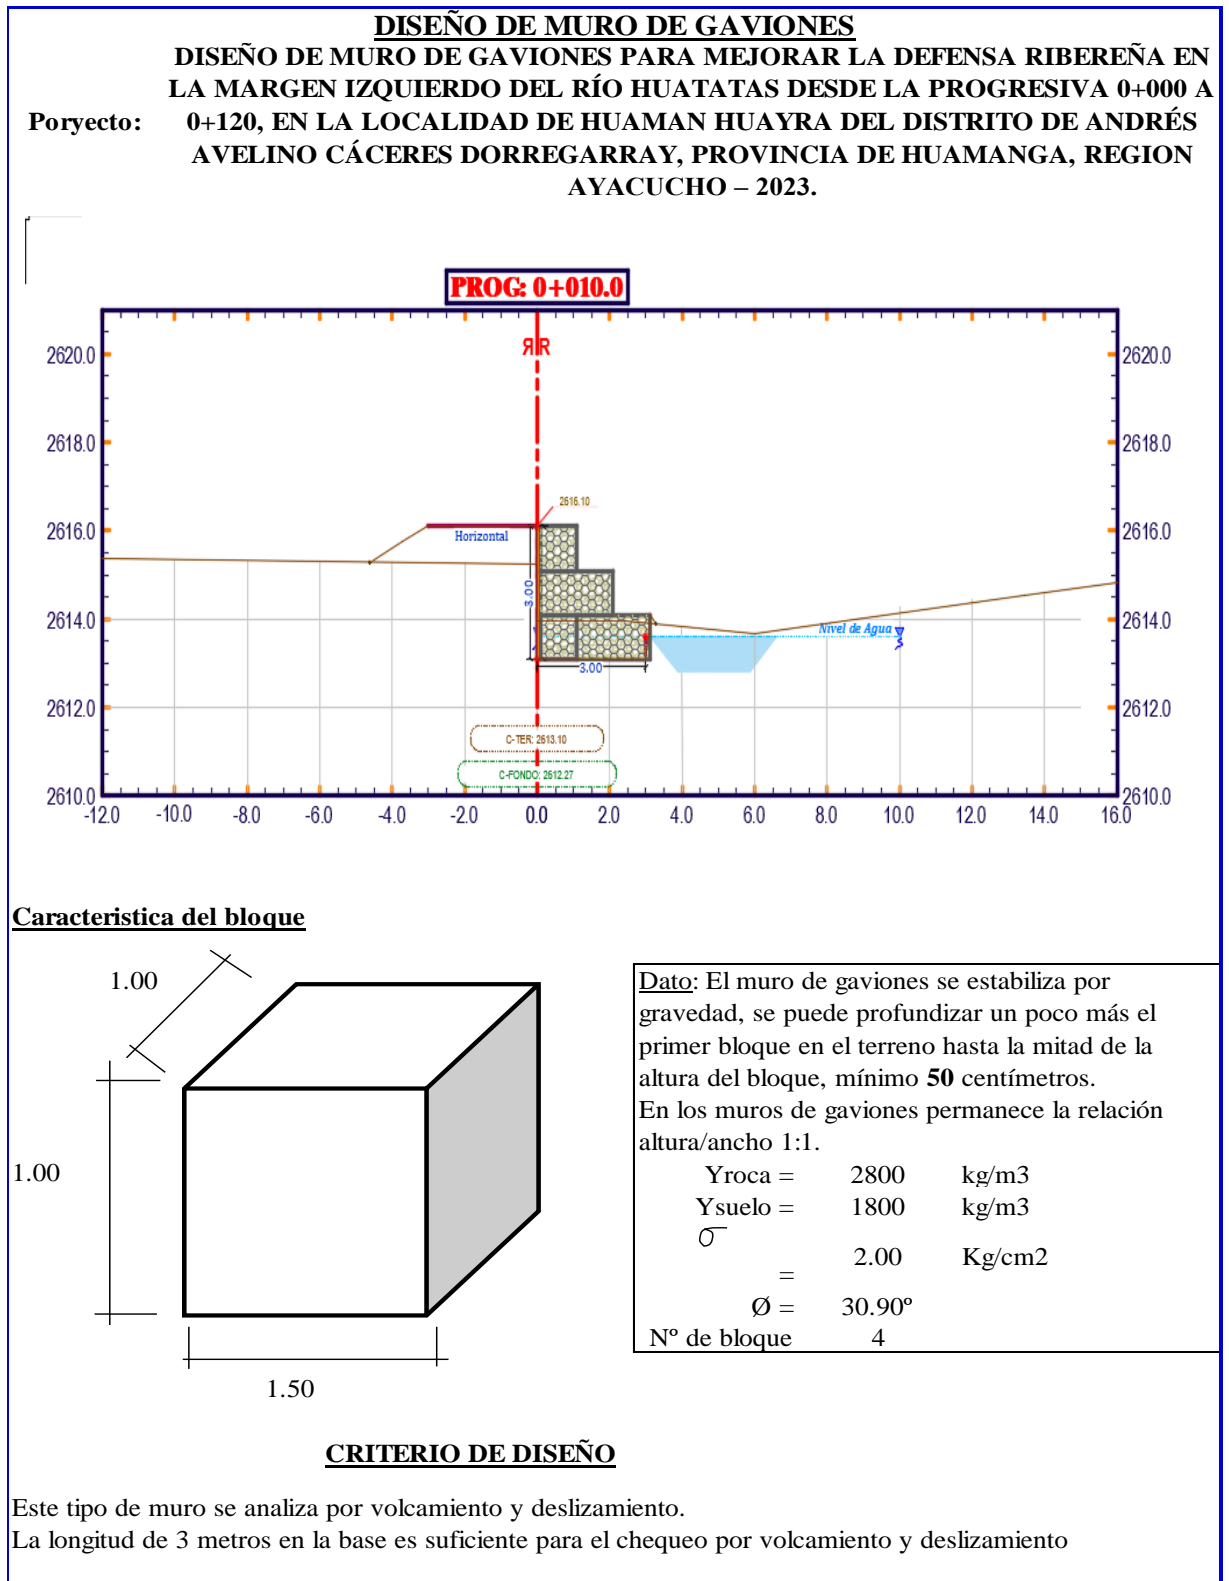 DISEÑO DE MURO DE GAVIONES
DISEÑO DE MURO DE GAVIONES PARA MEJORAR LA DEFENSA RIBEREÑA EN
LA MARGEN IZQUIERDO DEL RÍO HUATATAS DESDE LA PROGRESIVA 0+000 A
Poryecto: 0+120, EN LA LOCALIDAD DE HUAMAN HUAYRA DEL DISTRITO DE ANDRÉS
AVELINO CÁCERES DORREGARRAY, PROVINCIA DE HUAMANGA, REGION
AYACUCHO – 2023.
PROG: 0+010.0
R R
2620.0 2620.0
2618.0 2618.0
2616.10
2616.0 2616.0
Horizontal
3.00
2614.0 2614.0
Nivel de Agua
3.00
2612.0 2612.0
C-TER: 2613.10
C-FONDO: 2612.27
2610.0 2610.0
-12.0 -10.0 -8.0 -6.0 -4.0 -2.0 0.0 2.0 4.0 6.0 8.0 10.0 12.0 14.0 16.0
Caracteristica del bloque
1.00
1.00
1.50
Dato: El muro de gaviones se estabiliza por
gravedad, se puede profundizar un poco más el
primer bloque en el terreno hasta la mitad de la
altura del bloque, mínimo 50 centímetros.
En los muros de gaviones permanece la relación
altura/ancho 1:1.
Yroca = 2800 kg/m3
Ysuelo = 1800 kg/m3
σ = 2.00 Kg/cm2
Ø = 30.90º
Nº de bloque 4
CRITERIO DE DISEÑO
Este tipo de muro se analiza por volcamiento y deslizamiento.
La longitud de 3 metros en la base es suficiente para el chequeo por volcamiento y deslizamiento